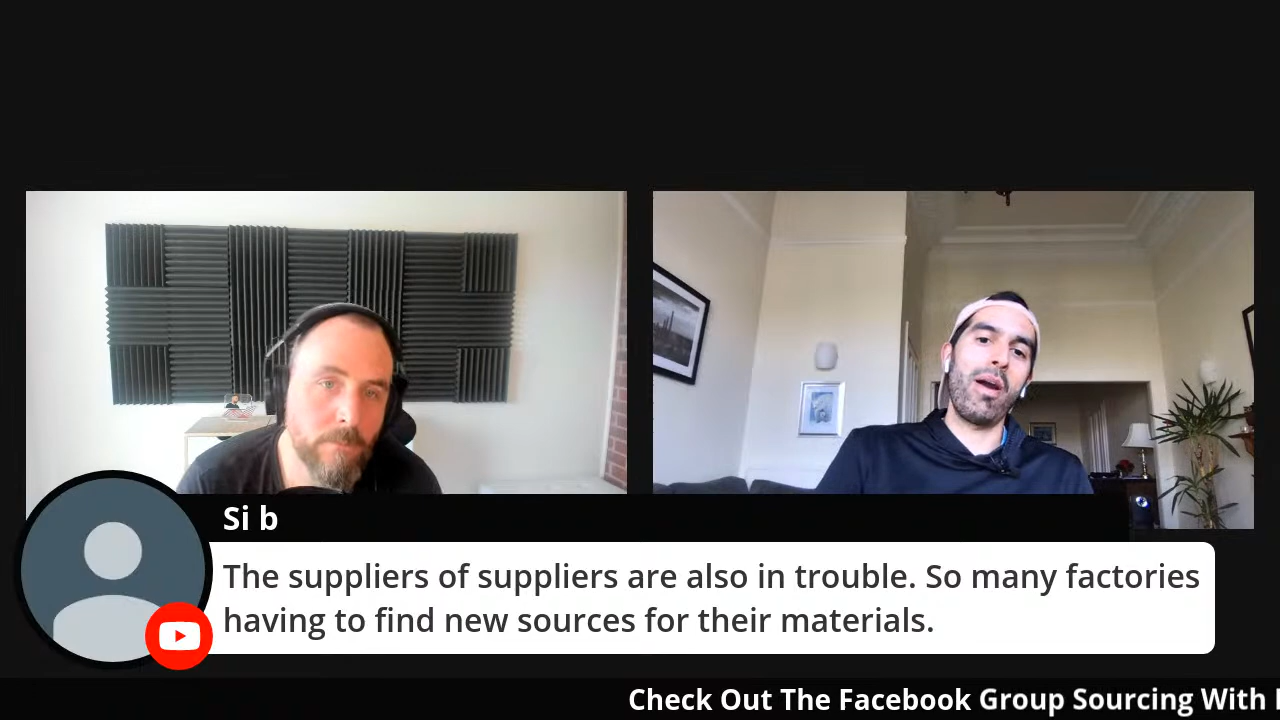 Si b
The suppliers of suppliers are also in trouble. So many factories
having to find new sources for their materials.
Check Out The Facebook Group Sourcing With